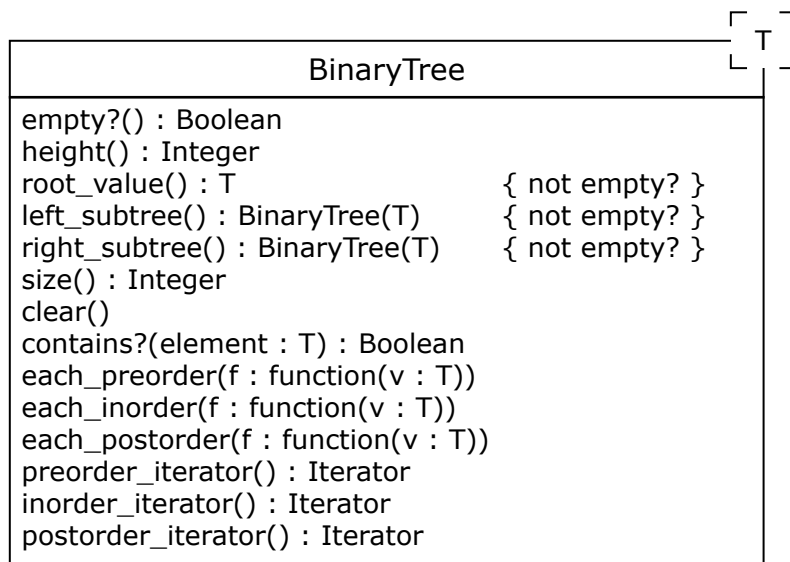 T
BinaryTree
empty?() : Boolean
height() : Integer
root_value() : T { not empty? }
left_subtree() : BinaryTree(T) { not empty? }
right_subtree() : BinaryTree(T) { not empty? }
size() : Integer
clear()
contains?(element : T) : Boolean
each_preorder(f : function(v : T))
each_inorder(f : function(v : T))
each_postorder(f : function(v : T))
preorder_iterator() : Iterator
inorder_iterator() : Iterator
postorder_iterator() : Iterator